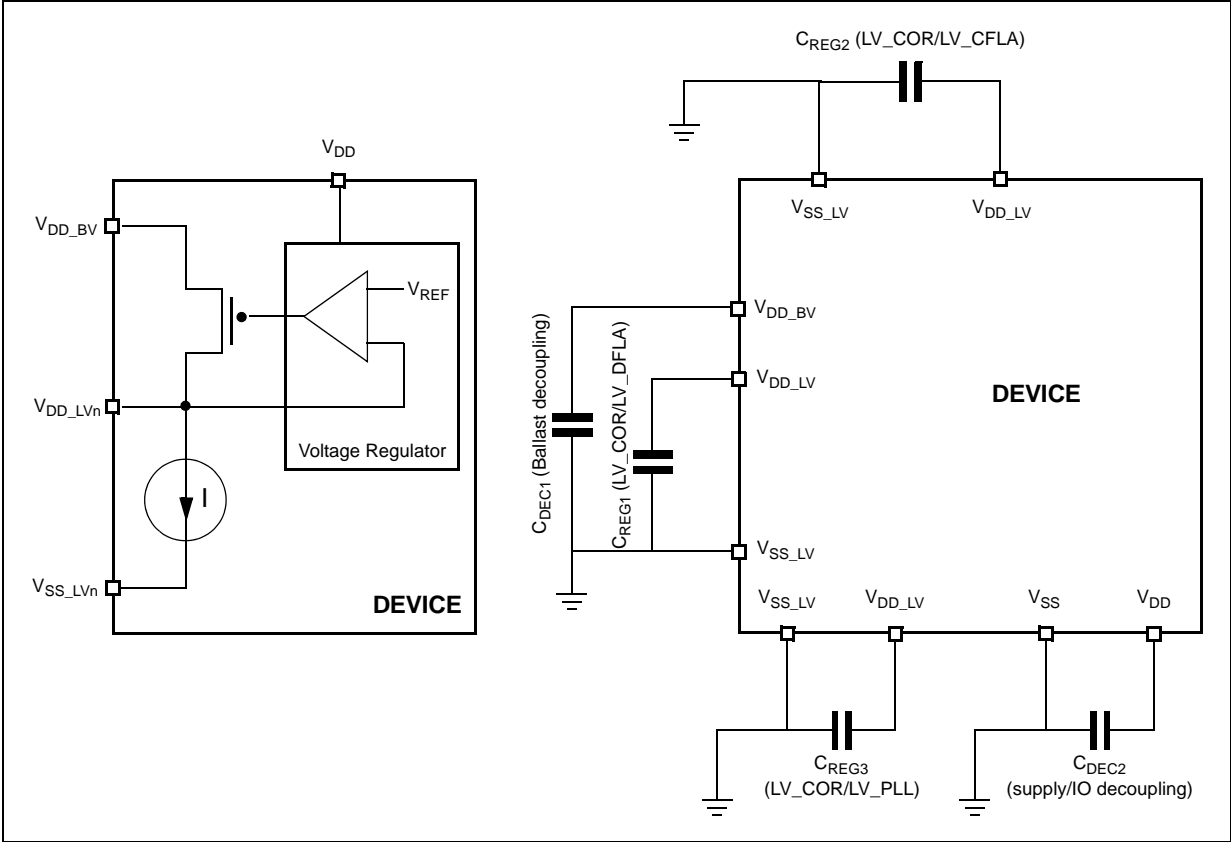 VDD
VDD_BV
VREF
VDD_LVn
Voltage Regulator
I
VSS_LVn
DEVICE
CREG2 (LV_COR/LV_CFLA)
VSS_LV
VDD_LV
VDD_BV
VDD_LV
DEVICE
CDEC1 (Ballast decoupling)
CREG1 (LV_COR/LV_DFLA)
VSS_LV
VSS_LV
VDD_LV
VSS
VDD
CREG3
(LV_COR/LV_PLL)
CDEC2
(supply/IO decoupling)